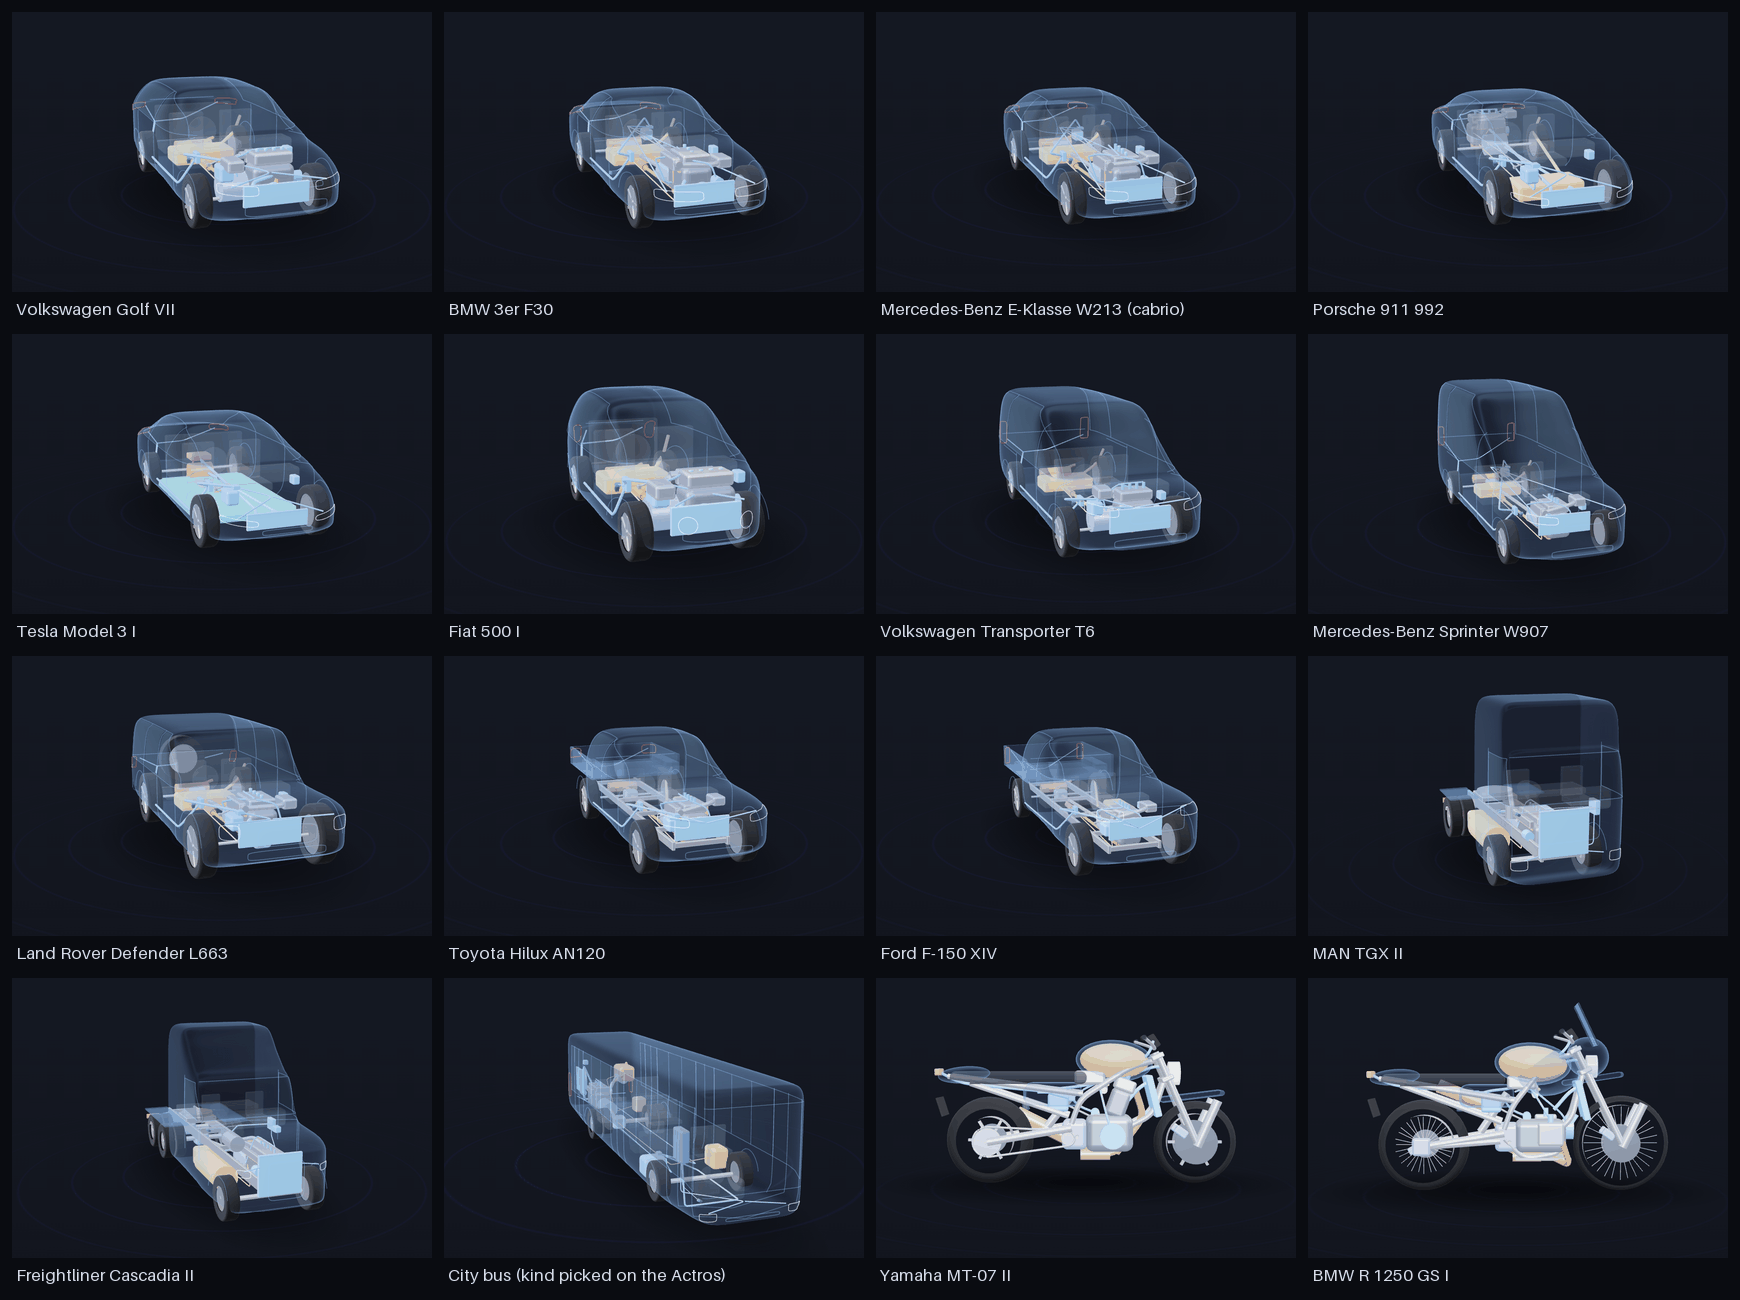 Volkswagen Golf VII
BMW 3er F30
Mercedes-Benz E-Klasse W213 (cabrio)
Porsche 911 992
Tesla Model 3 I
Fiat 500 I
Volkswagen Transporter T6
Mercedes-Benz Sprinter W907
Land Rover Defender L663
Toyota Hilux AN120
Ford F-150 XIV
MAN TGX II
Freightliner Cascadia II
City bus (kind picked on the Actros)
Yamaha MT-07 II
BMW R 1250 GS I